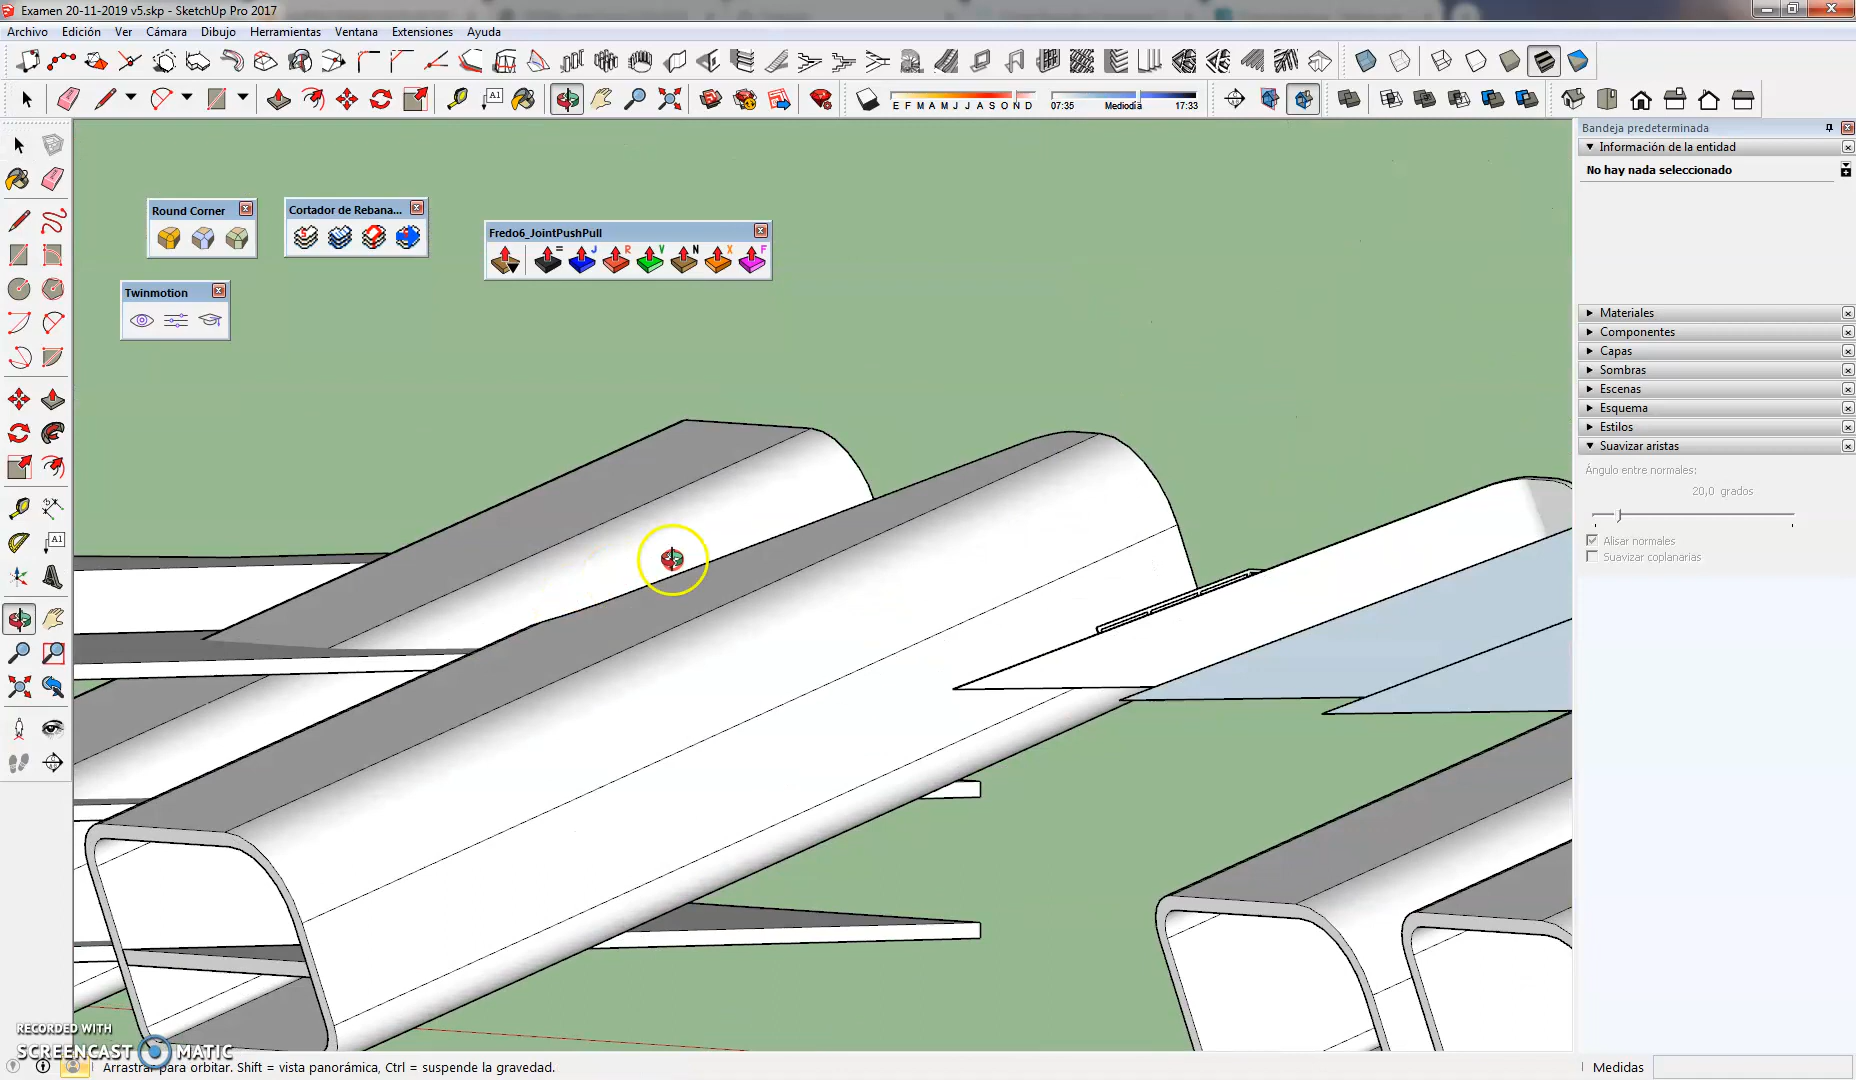 Examen 20-11-2019 v5.skp - SketchUp Pro 2017
Archivo Edición Ver Cámara Dibujo Herramientas Ventana Extensiones Ayuda
A1
E F M A M J J A S O N D
07:35 Mediodía 17:33
Bandeja predeterminada
Información de la entidad
No hay nada seleccionado
Round Corner
Cortador de Rebana...
Fredo6_JointPushPull
= J R V N X F
Twinmotion
Materiales
Componentes
Capas
Sombras
Escenas
Esquema
Estilos
Suavizar aristas
Ángulo entre normales:
20,0 grados
Alisar normales
Suavizar coplanarias
A1
RECORDED WITH
SCREENCAST MATIC
Arrastrar para orbitar. Shift = vista panorámica, Ctrl = suspende la gravedad.
Medidas